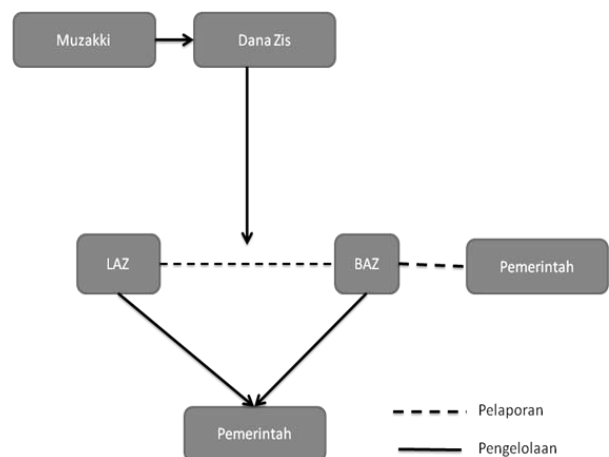 Muzakki
Dana Zis
LAZ
BAZ
Pemerintah
Pemerintah
Pelaporan
Pengelolaan